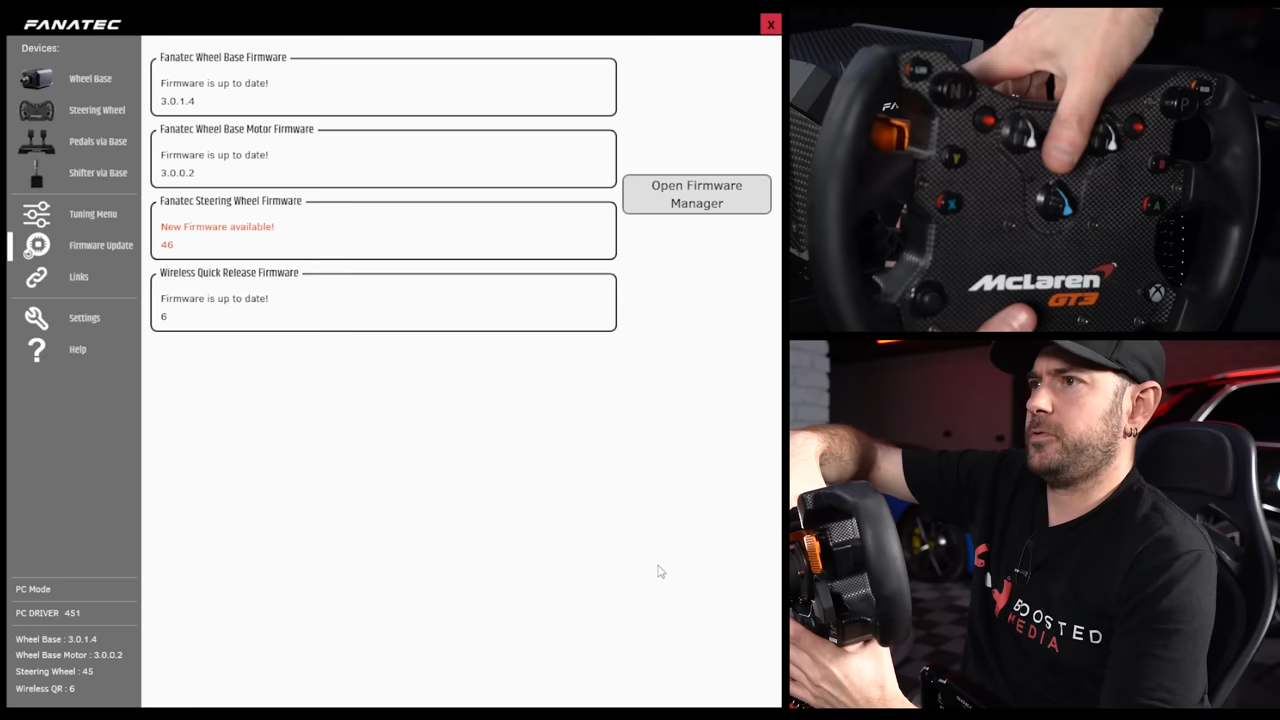 FANATEC
X
Devices:
Wheel Base
Steering Wheel
Pedals via Base
Shifter via Base
Tuning Menu
Firmware Update
Links
Settings
Help
PC Mode
PC DRIVER 451
Wheel Base : 3.0.1.4
Wheel Base Motor : 3.0.0.2
Steering Wheel : 45
Wireless QR : 6
Fanatec Wheel Base Firmware
Firmware is up to date!
3.0.1.4
Fanatec Wheel Base Motor Firmware
Firmware is up to date!
3.0.0.2
Fanatec Steering Wheel Firmware
New Firmware available!
46
Wireless Quick Release Firmware
Firmware is up to date!
6
Open Firmware
Manager
N
P
Y
X
A
McLaren
GT3
BOOSTED
MEDIA